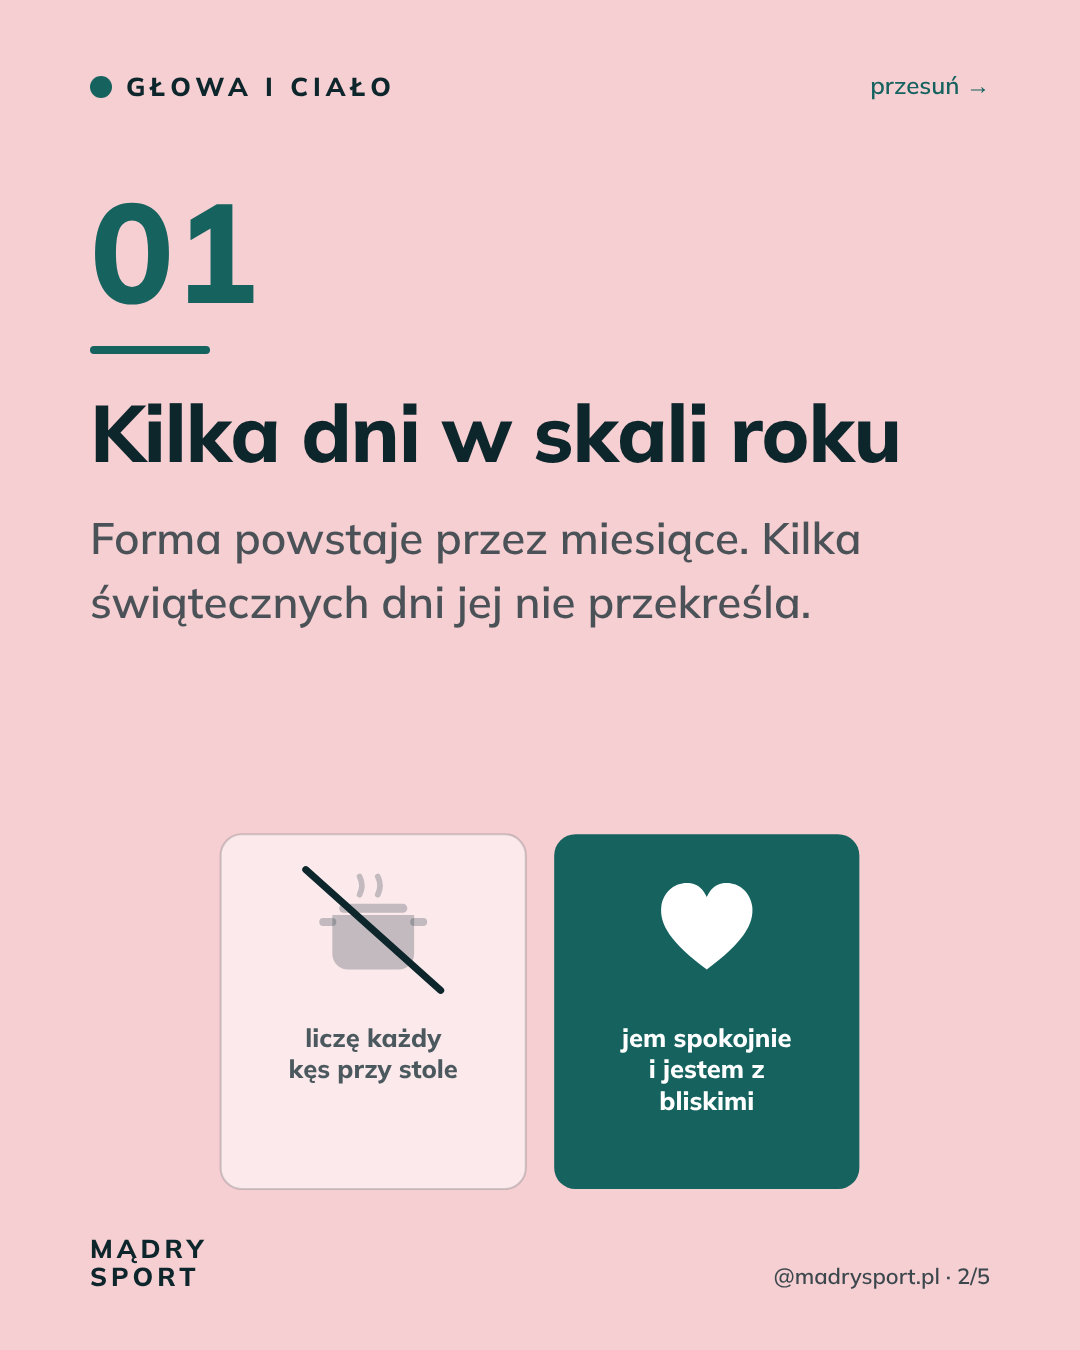 GŁOWA I CIAŁO
przesuń →
01
Kilka dni w skali roku
Forma powstaje przez miesiące. Kilka
świątecznych dni jej nie przekreśla.
liczę każdy
kęs przy stole
jem spokojnie
i jestem z
bliskimi
MĄDRY
SPORT
@madrysport.pl · 2/5